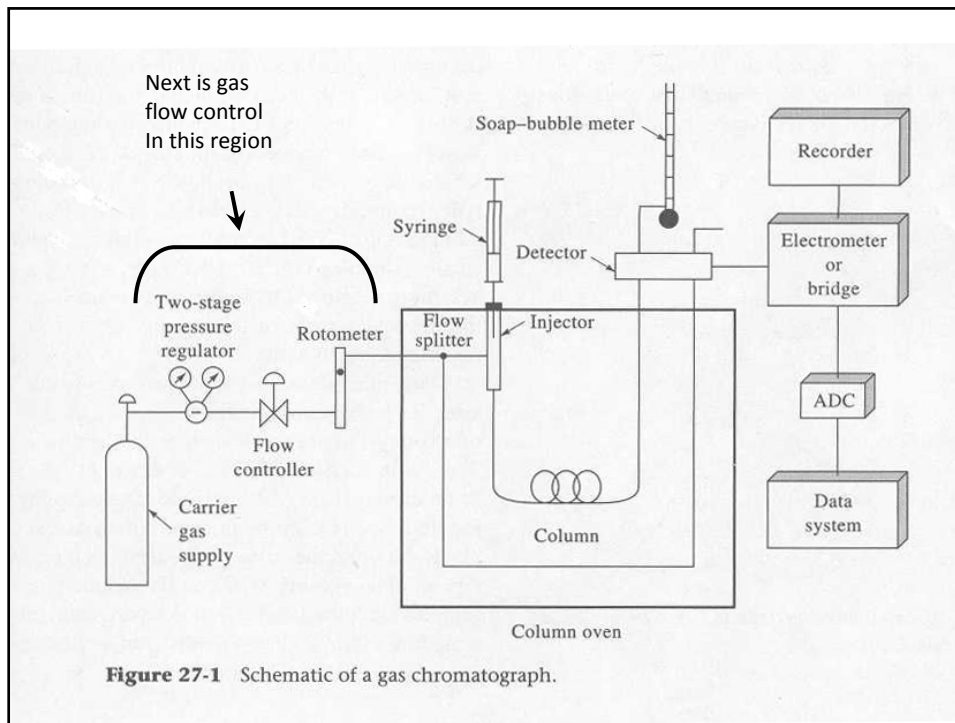 Next is gas
flow control
In this region
Soap–bubble meter
Recorder
Syringe
Detector
Electrometer
or
bridge
Two-stage
pressure
regulator
Rotometer
Flow
splitter
Injector
ADC
Flow
controller
Carrier
gas
supply
Column
Data
system
Column oven
Figure 27-1 Schematic of a gas chromatograph.